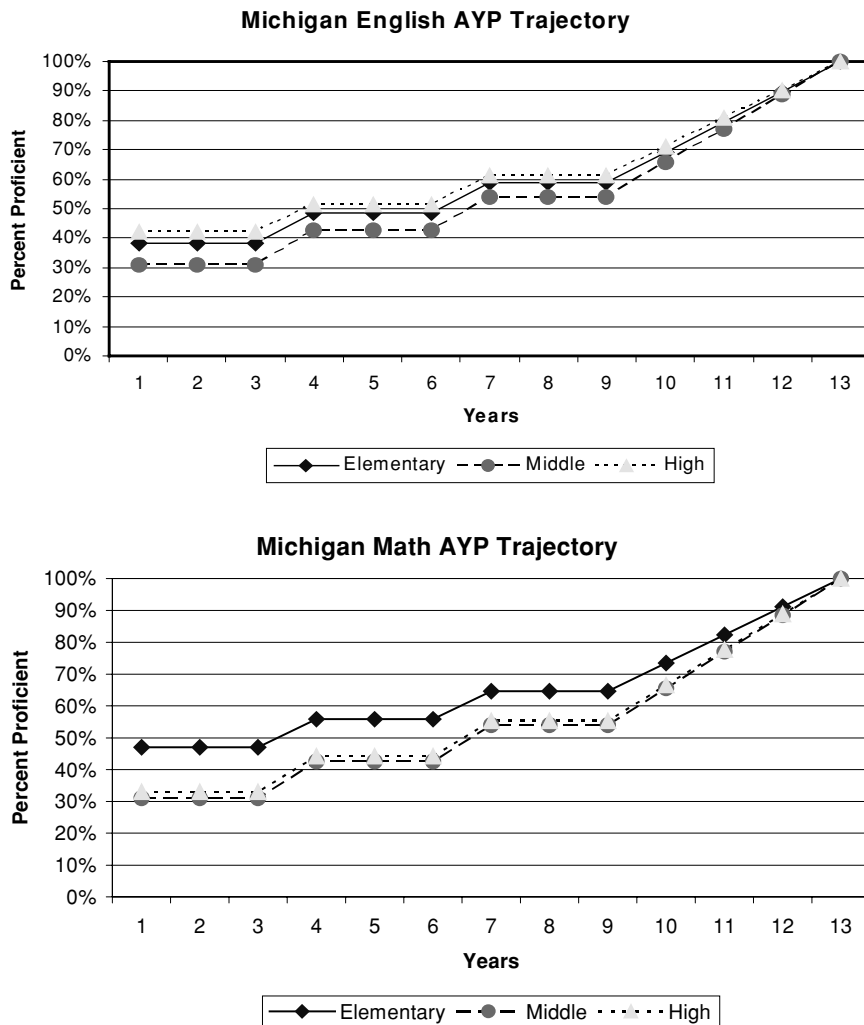 Michigan English AYP Trajectory
100%
90%
80%
70%
60%
50%
40%
30%
20%
10%
0%
Percent Proficient
1 2 3 4 5 6 7 8 9 10 11 12 13
Years
Elementary Middle High
Michigan Math AYP Trajectory
100%
90%
80%
70%
60%
50%
40%
30%
20%
10%
0%
Percent Proficient
1 2 3 4 5 6 7 8 9 10 11 12 13
Years
Elementary Middle High